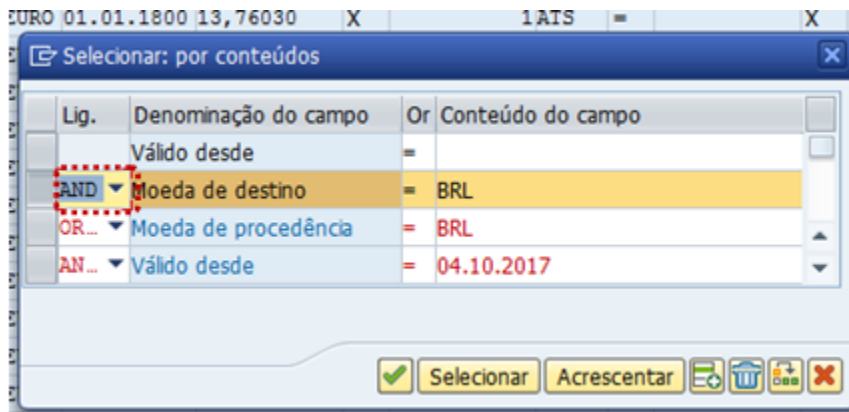 EURO 01.01.1800 13,76030 X 1 ATS = X
Selecionar: por conteúdos
Lig. Denominação do campo Or Conteúdo do campo
Válido desde =
AND Moeda de destino = BRL
OR… Moeda de procedência = BRL
AN… Válido desde = 04.10.2017
Selecionar Acrescentar